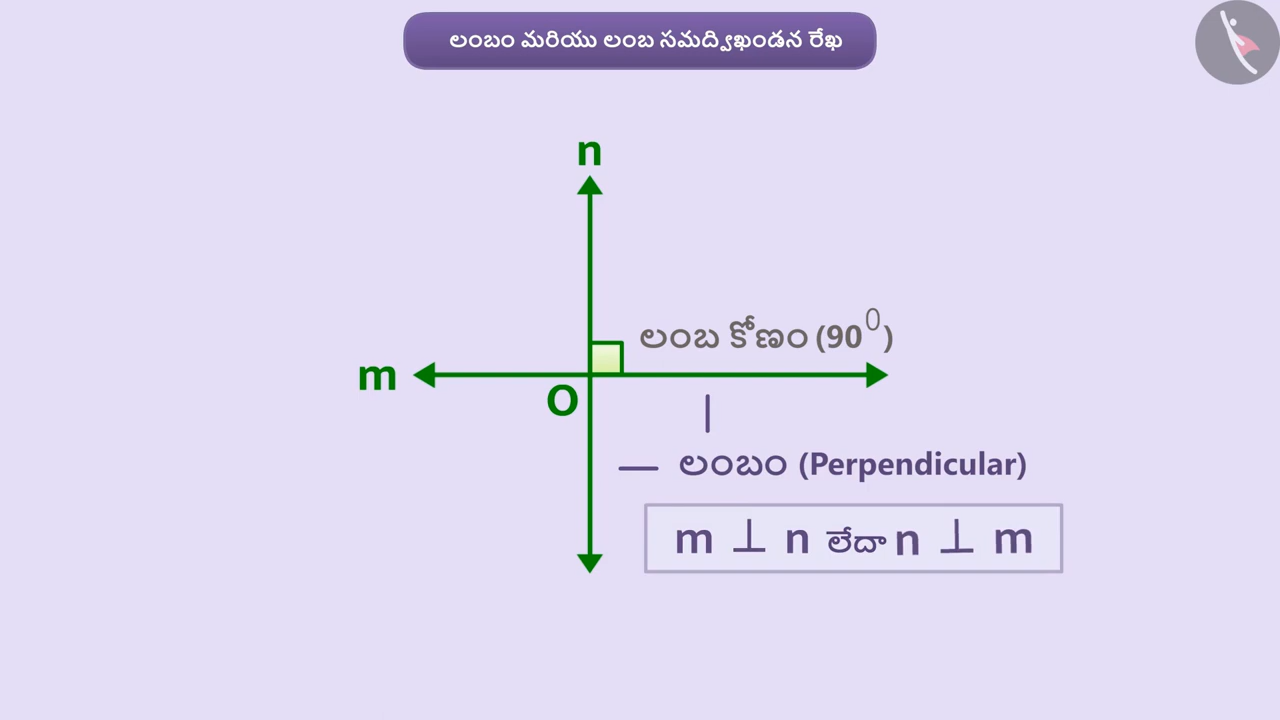 లంబం మరియు లంబ సమద్విఖండన రేఖ
n
లంబ కోణం (90⁰)
m
O
లంబం (Perpendicular)
m ⊥ n లేదా n ⊥ m